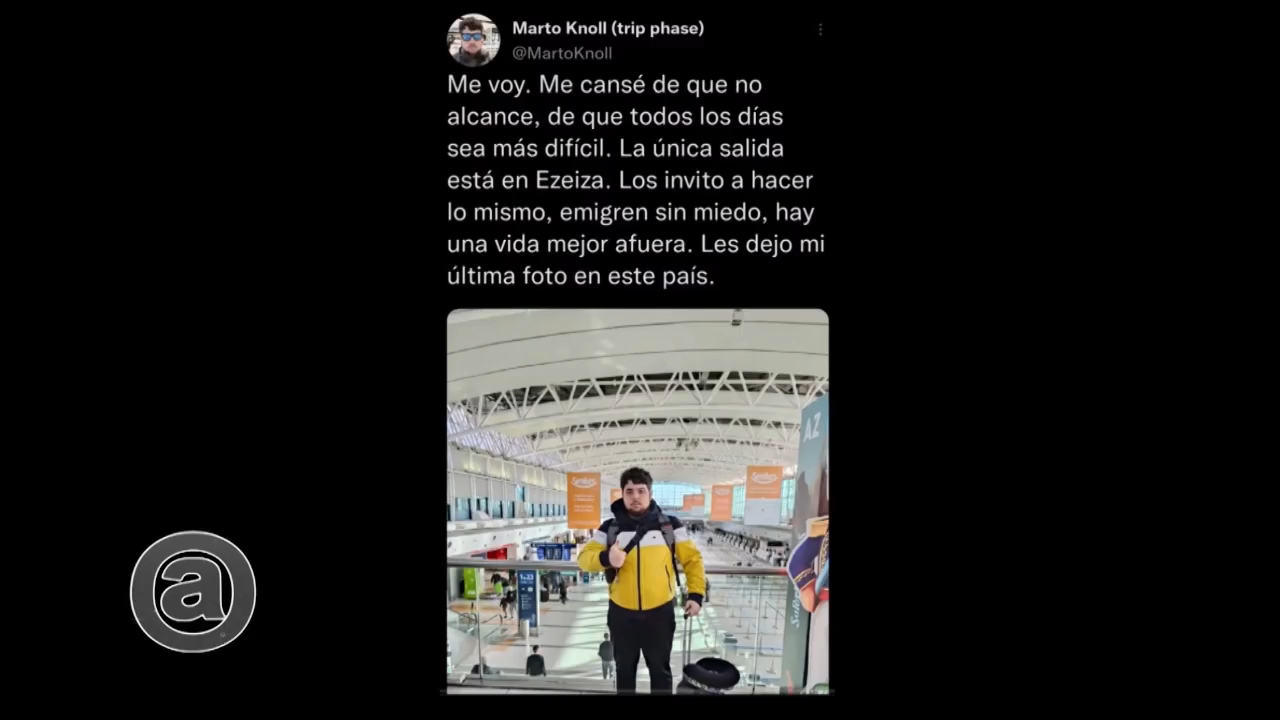 Marto Knoll (trip phase)
@MartoKnoll
Me voy. Me cansé de que no
alcance, de que todos los días
sea más difícil. La única salida
está en Ezeiza. Los invito a hacer
lo mismo, emigren sin miedo, hay
una vida mejor afuera. Les dejo mi
última foto en este país.
AZ
a